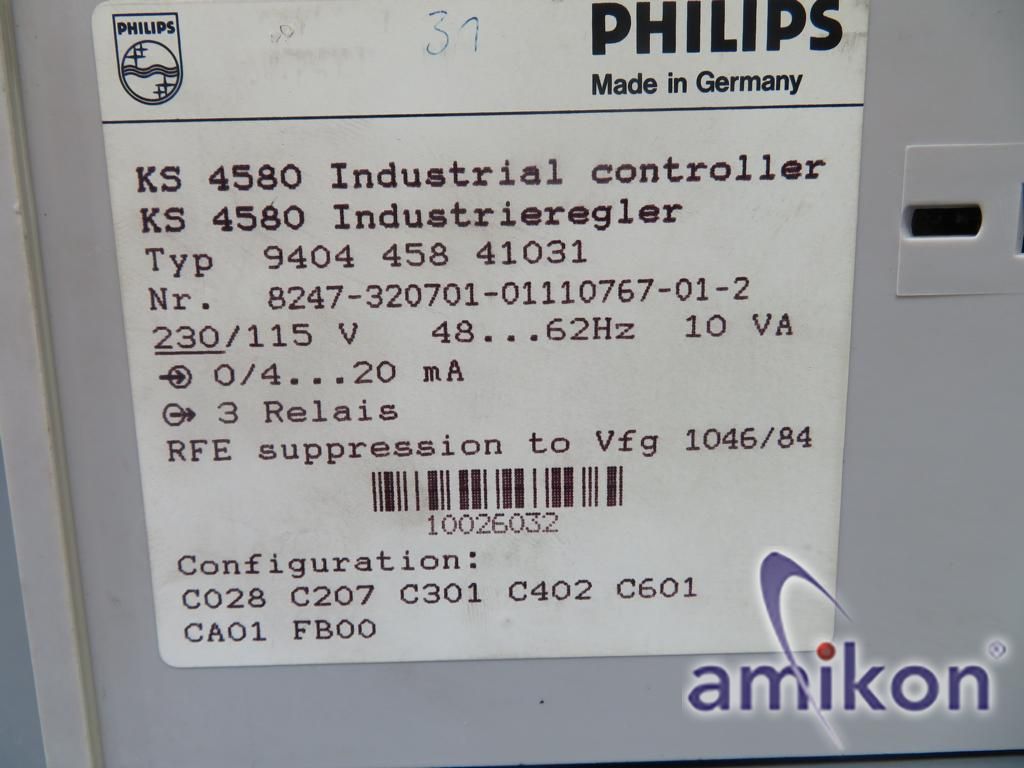 PHILIPS
31
PHILIPS
Made in Germany
KS 4580 Industrial controller
KS 4580 Industrieregler
Typ 9404 458 41031
Nr. 8247-320701-01110767-01-2
230/115 V 48...62Hz 10 VA
0/4...20 mA
3 Relais
RFE suppression to Vfg 1046/84
10026032
Configuration:
C028 C207 C301 C402 C601
CA01 FB00
amikon®